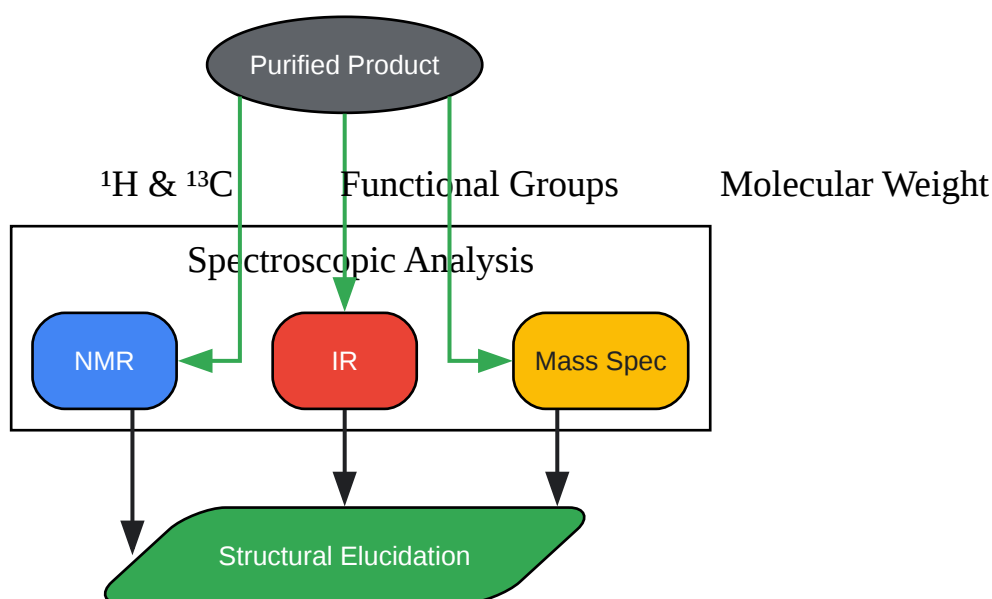 Purified Product
¹H & ¹³C
Functional Groups
Molecular Weight
Spectroscopic Analysis
NMR
IR
Mass Spec
Structural Elucidation